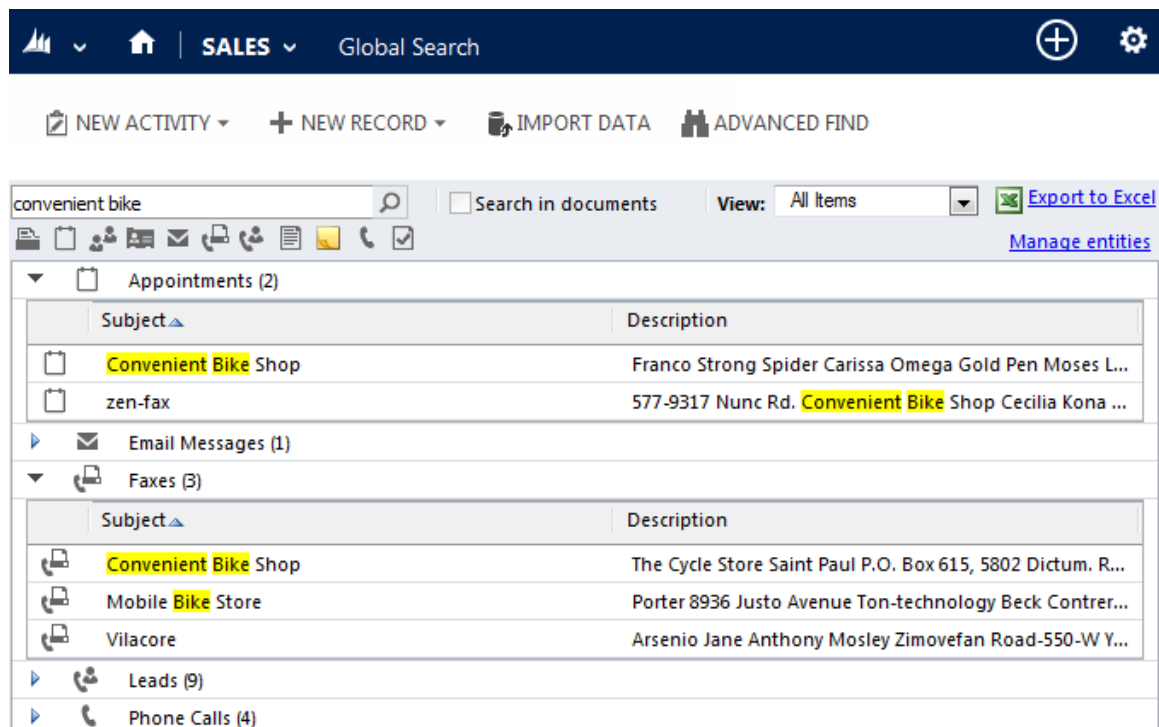 SALES Global Search
NEW ACTIVITY NEW RECORD IMPORT DATA ADVANCED FIND
convenient bike Search in documents View: All Items Export to Excel
Manage entities
Appointments (2)
Subject Description
Convenient Bike Shop Franco Strong Spider Carissa Omega Gold Pen Moses L...
zen-fax 577-9317 Nunc Rd. Convenient Bike Shop Cecilia Kona ...
Email Messages (1)
Faxes (3)
Subject Description
Convenient Bike Shop The Cycle Store Saint Paul P.O. Box 615, 5802 Dictum. R...
Mobile Bike Store Porter 8936 Justo Avenue Ton-technology Beck Contrer...
Vilacore Arsenio Jane Anthony Mosley Zimovefan Road-550-W Y...
Leads (9)
Phone Calls (4)